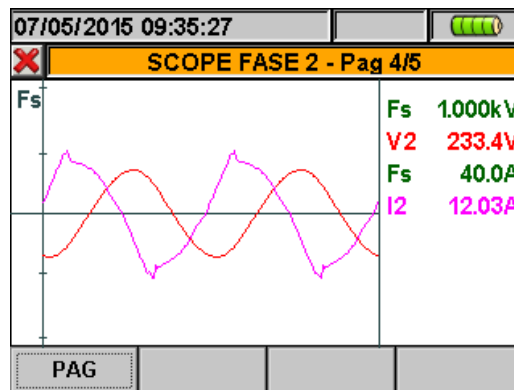 07/05/2015 09:35:27
SCOPE FASE 2 - Pag 4/5
Fs
Fs 1.000kV
V2 233.4V
Fs 40.0A
I2 12.03A
PAG